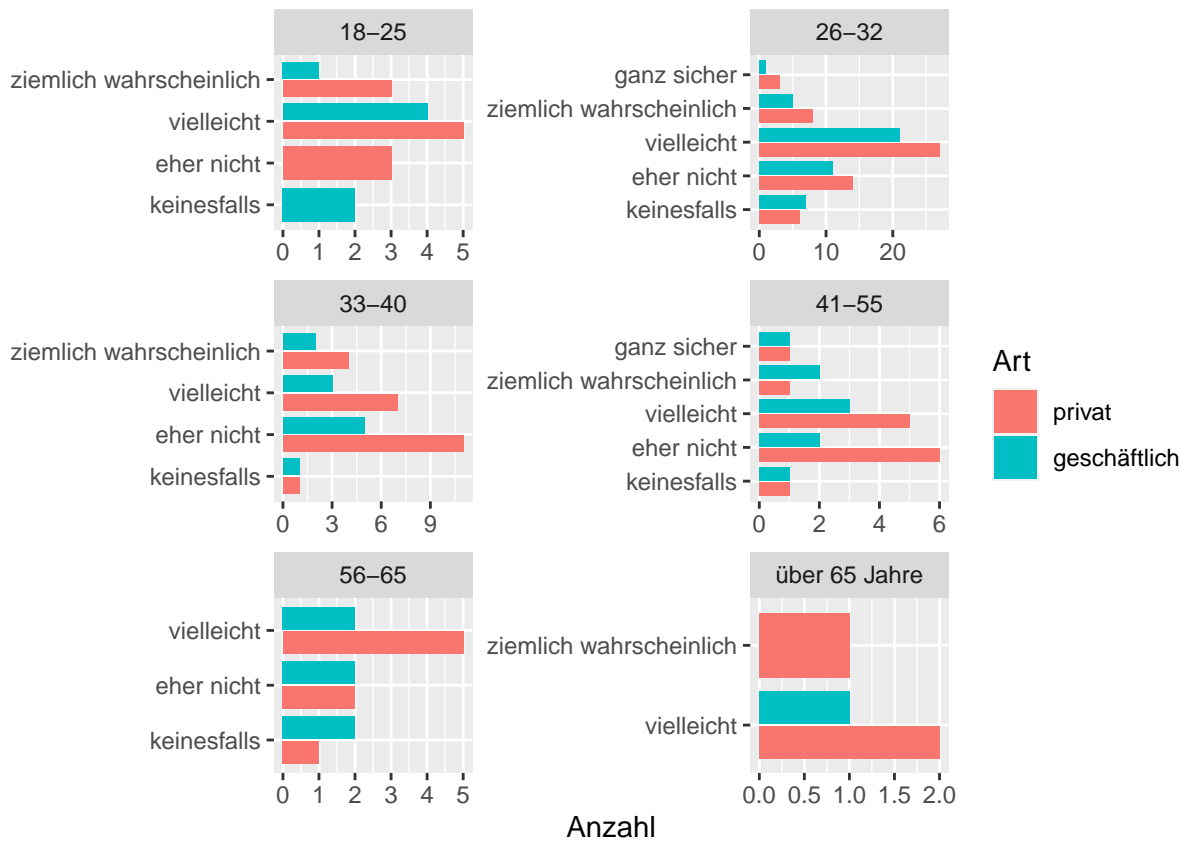 18−25
ziemlich wahrscheinlich
vielleicht
eher nicht
keinesfalls
0 1 2 3 5
26−32
ganz sicher
ziemlich wahrscheinlich
vielleicht
eher nicht
keinesfalls
0 10 20
33−40
ziemlich wahrscheinlich
vielleicht
eher nicht
keinesfalls
0 3 6 9
41−55
ganz sicher
ziemlich wahrscheinlich
vielleicht
eher nicht
keinesfalls
0 2 4 6
56−65
vielleicht
eher nicht
keinesfalls
0 1 2 3 5
über 65 Jahre
ziemlich wahrscheinlich
vielleicht
0.0 0.5 1.0 1.5 2.0
Anzahl
Art
privat
geschäftlich